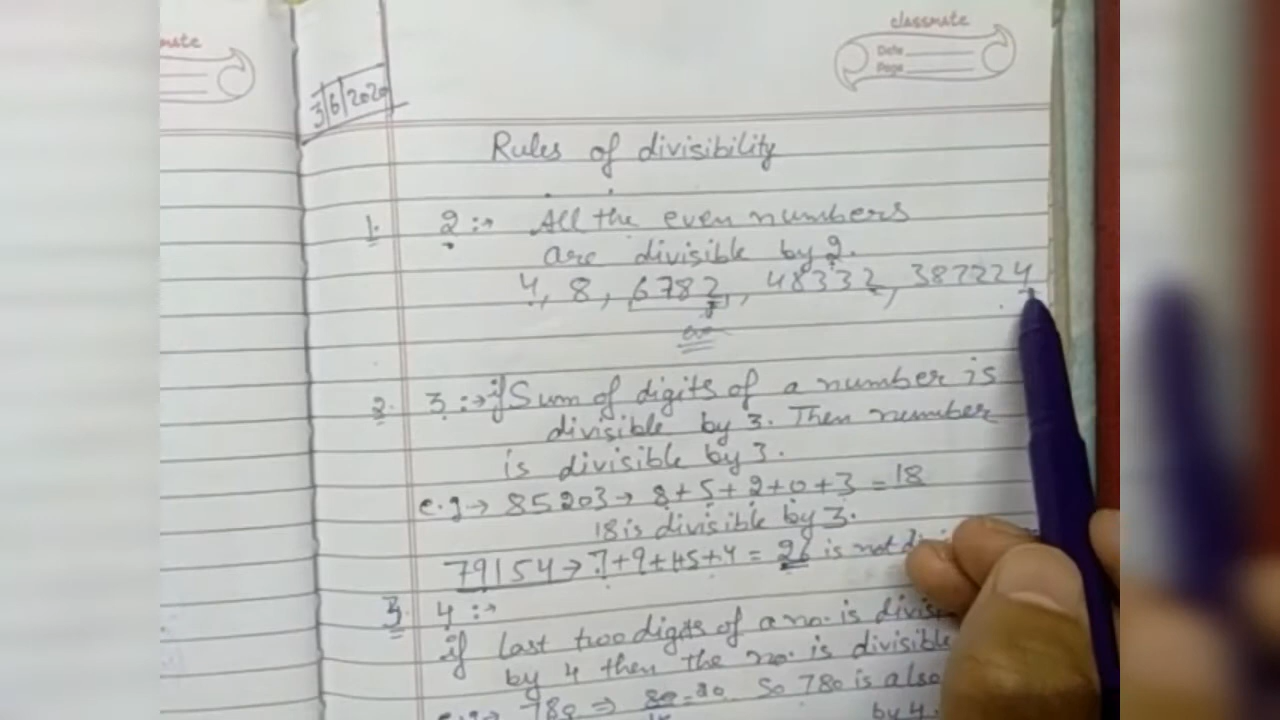 classmate
Date
Page
3/6/2020
Rules of divisibility
1. 2 :→ All the even numbers
are divisible by 2.
4, 8, 6782, 48332, 387224
2. 3 :→ if Sum of digits of a number is
divisible by 3. Then number
is divisible by 3.
e.g → 85203 → 8+5+2+0+3 = 18
18 is divisible by 3.
79154 → 7+9+1+5+4 = 26 is not
3. 4 :→
if last two digits of a no. is
by 4 then the no. is divisible
e.g → 780 ⇒ So 780 is also
by 4.